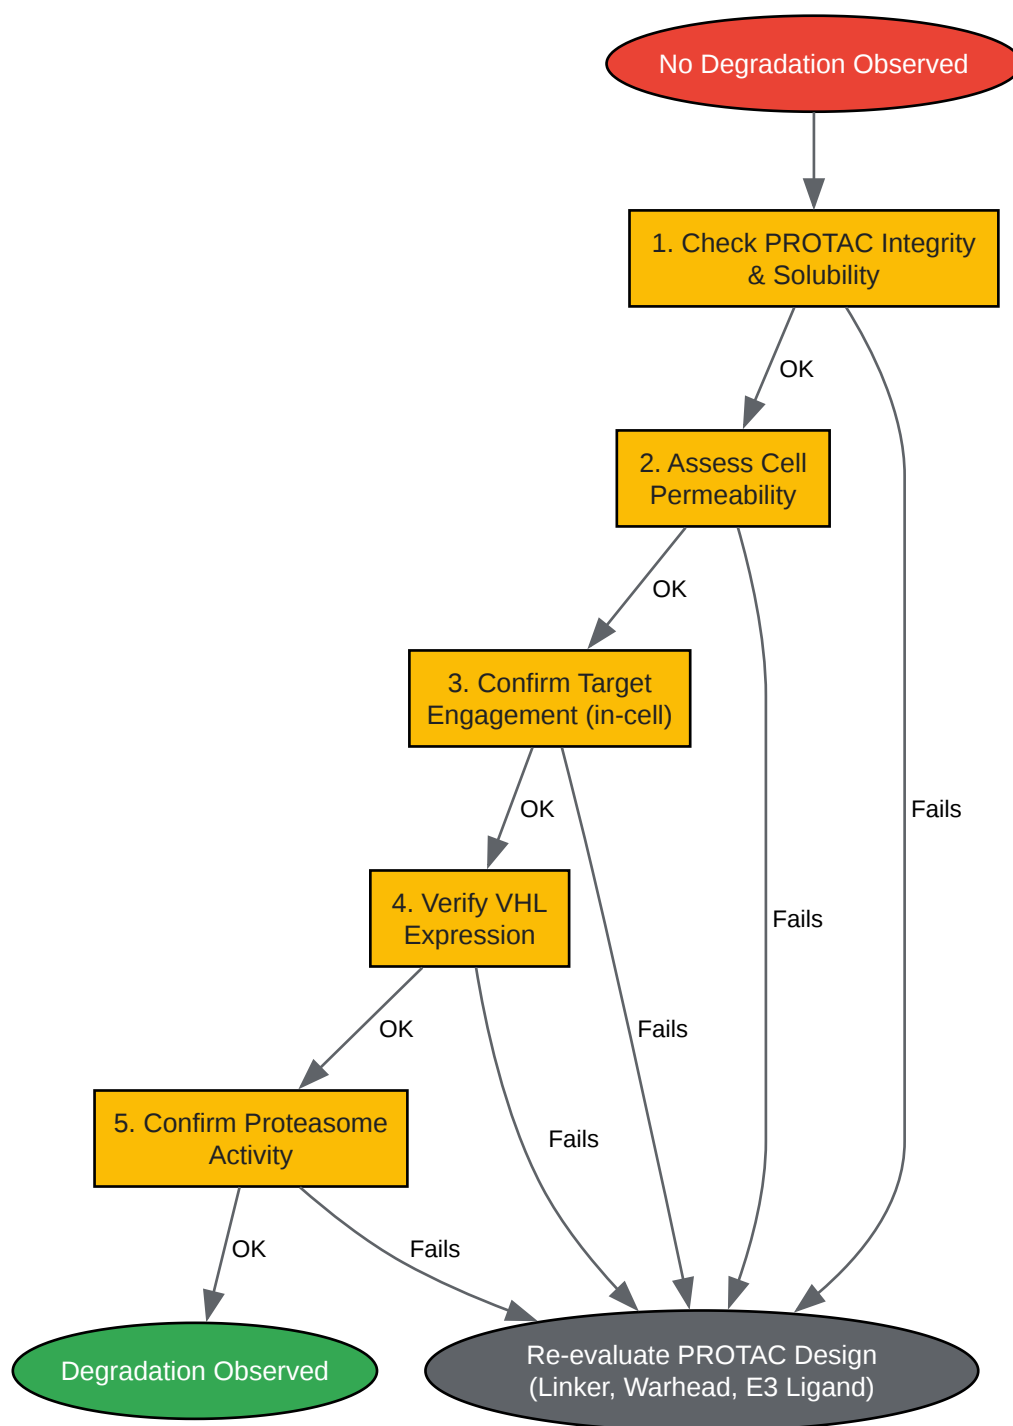 No Degradation Observed
1. Check PROTAC Integrity
& Solubility
OK
2. Assess Cell
Permeability
OK
3. Confirm Target
Engagement (in-cell)
OK
Fails
4. Verify VHL
Expression
Fails
OK
Fails
5. Confirm Proteasome
Activity
Fails
OK
Fails
Degradation Observed
Re-evaluate PROTAC Design
(Linker, Warhead, E3 Ligand)